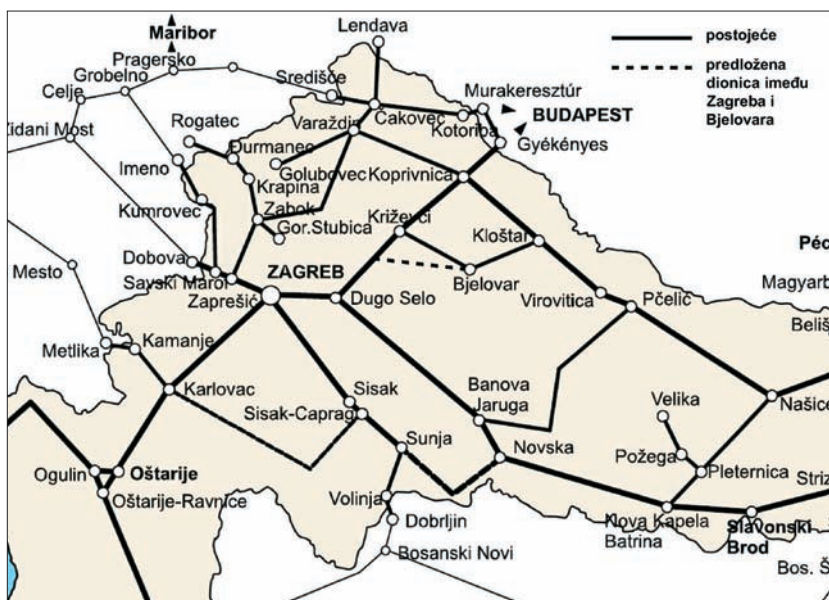 Lendava
Maribor
Pragersko
Grobelno
Celje
Zidani Most
Središče
Čakovec
Murakeresztúr
BUDAPEST
Kotoriba
Gyékényes
postojeće
predložena
dionica imeđu
Zagreba i
Bjelovara
Rogatec
Varaždin
Đurmanec
Golubovec
Imeno
Krapina
Koprivnica
Kumrovec
Zabok
Gor.Stubica
Križevci
Kloštar
Dobova
Savski Marof
Zaprešić
ZAGREB
Dugo Selo
Bjelovar
Virovitica
Pčelić
Mesto
Metlika
Kamanje
Karlovac
Sisak
Sisak-Caprag
Sunja
Banova
Jaruga
Novska
Velika
Požega
Pleternica
Našice
Ogulin
Oštarije
Oštarije-Ravnice
Volinja
Dobrljin
Bosanski Novi
Nova Kapela
Batrina
Slavonski
Brod